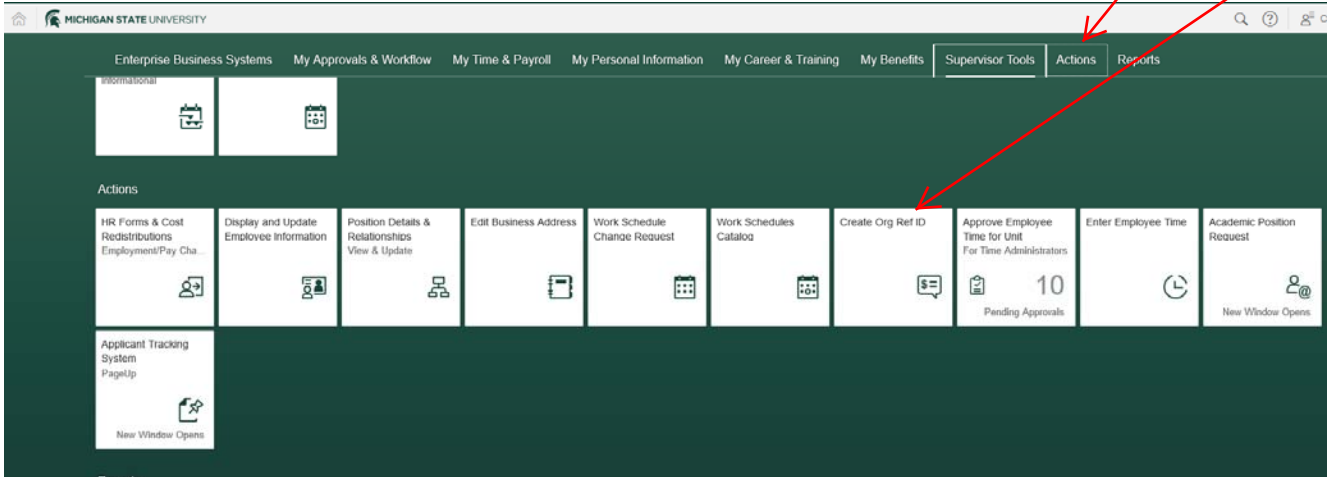 MICHIGAN STATE UNIVERSITY
Enterprise Business Systems My Approvals & Workflow My Time & Payroll My Personal Information My Career & Training My Benefits Supervisor Tools Actions Reports
Informational
Actions
HR Forms & Cost
Redistributions
Employment/Pay Cha...
Display and Update
Employee Information
Position Details &
Relationships
View & Update
Edit Business Address
Work Schedule
Change Request
Work Schedules
Catalog
Create Org Ref ID
Approve Employee
Time for Unit
For Time Administrators
10
Pending Approvals
Enter Employee Time
Academic Position
Request
New Window Opens
Applicant Tracking
System
PageUp
New Window Opens